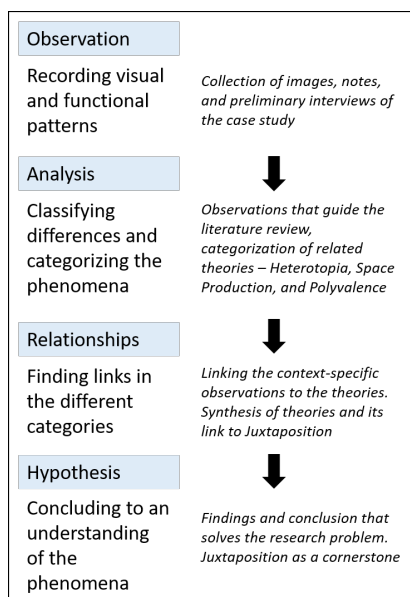 Observation
Recording visual
and functional
patterns
Collection of images, notes,
and preliminary interviews of
the case study
Analysis
Classifying
differences and
categorizing the
phenomena
Observations that guide the
literature review,
categorization of related
theories – Heterotopia, Space
Production, and Polyvalence
Relationships
Finding links in
the different
categories
Linking the context-specific
observations to the theories.
Synthesis of theories and its
link to Juxtaposition
Hypothesis
Concluding to an
understanding
of the
phenomena
Findings and conclusion that
solves the research problem.
Juxtaposition as a cornerstone